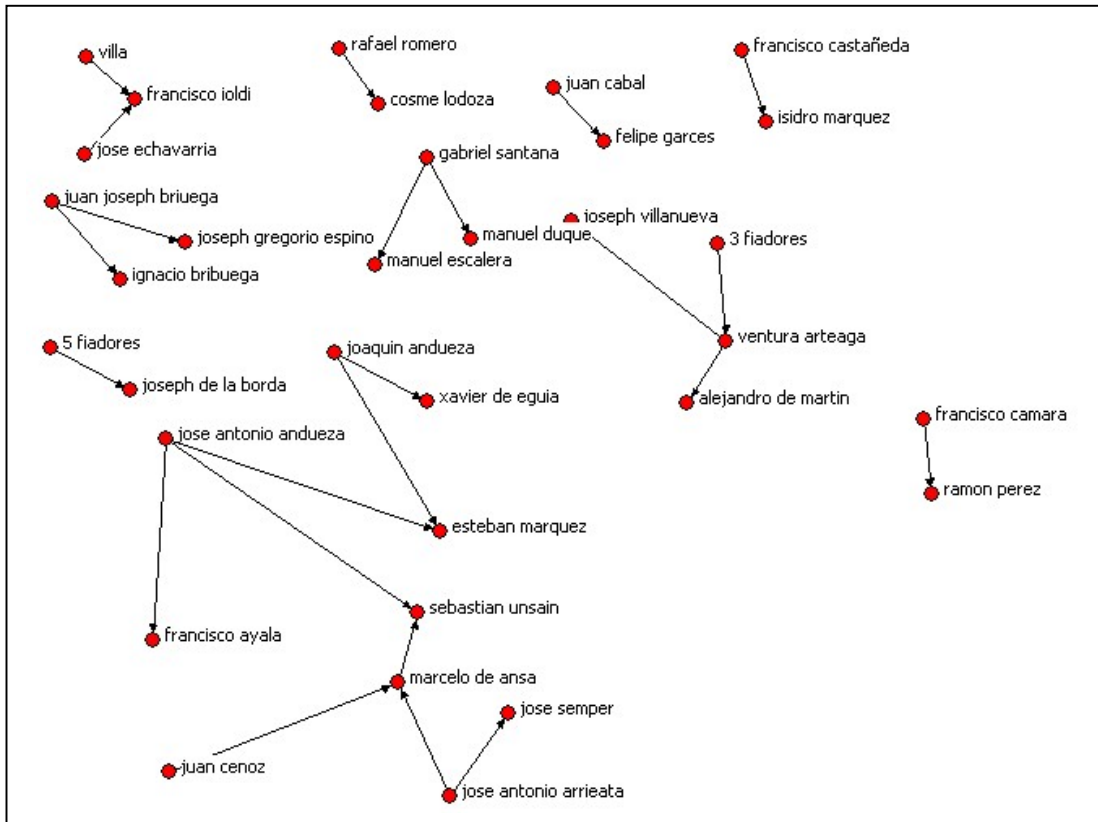 villa
rafael romero
francisco castañeda
francisco ioldi
cosme lodoza
juan cabal
isidro marquez
jose echavarria
felipe garces
gabriel santana
juan joseph briuega
joseph villanueva
joseph gregorio espino
manuel duque
3 fiadores
ignacio bribuega
manuel escalera
5 fiadores
joaquin andueza
ventura arteaga
joseph de la borda
xavier de eguia
alejandro de martin
jose antonio andueza
francisco camara
ramon perez
esteban marquez
sebastian unsain
francisco ayala
marcelo de ansa
jose semper
juan cenoz
jose antonio arrieata